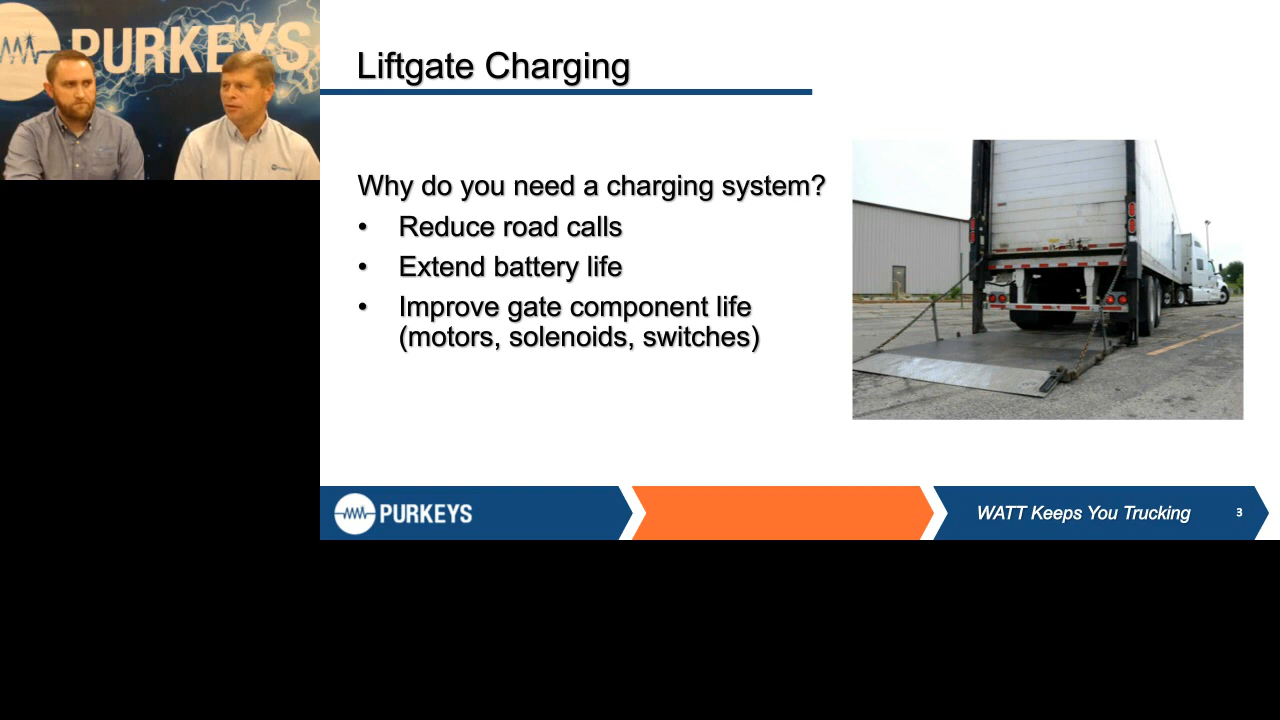 PURKEYS
Liftgate Charging
Why do you need a charging system?
• Reduce road calls
• Extend battery life
• Improve gate component life
(motors, solenoids, switches)
PURKEYS
WATT Keeps You Trucking
3